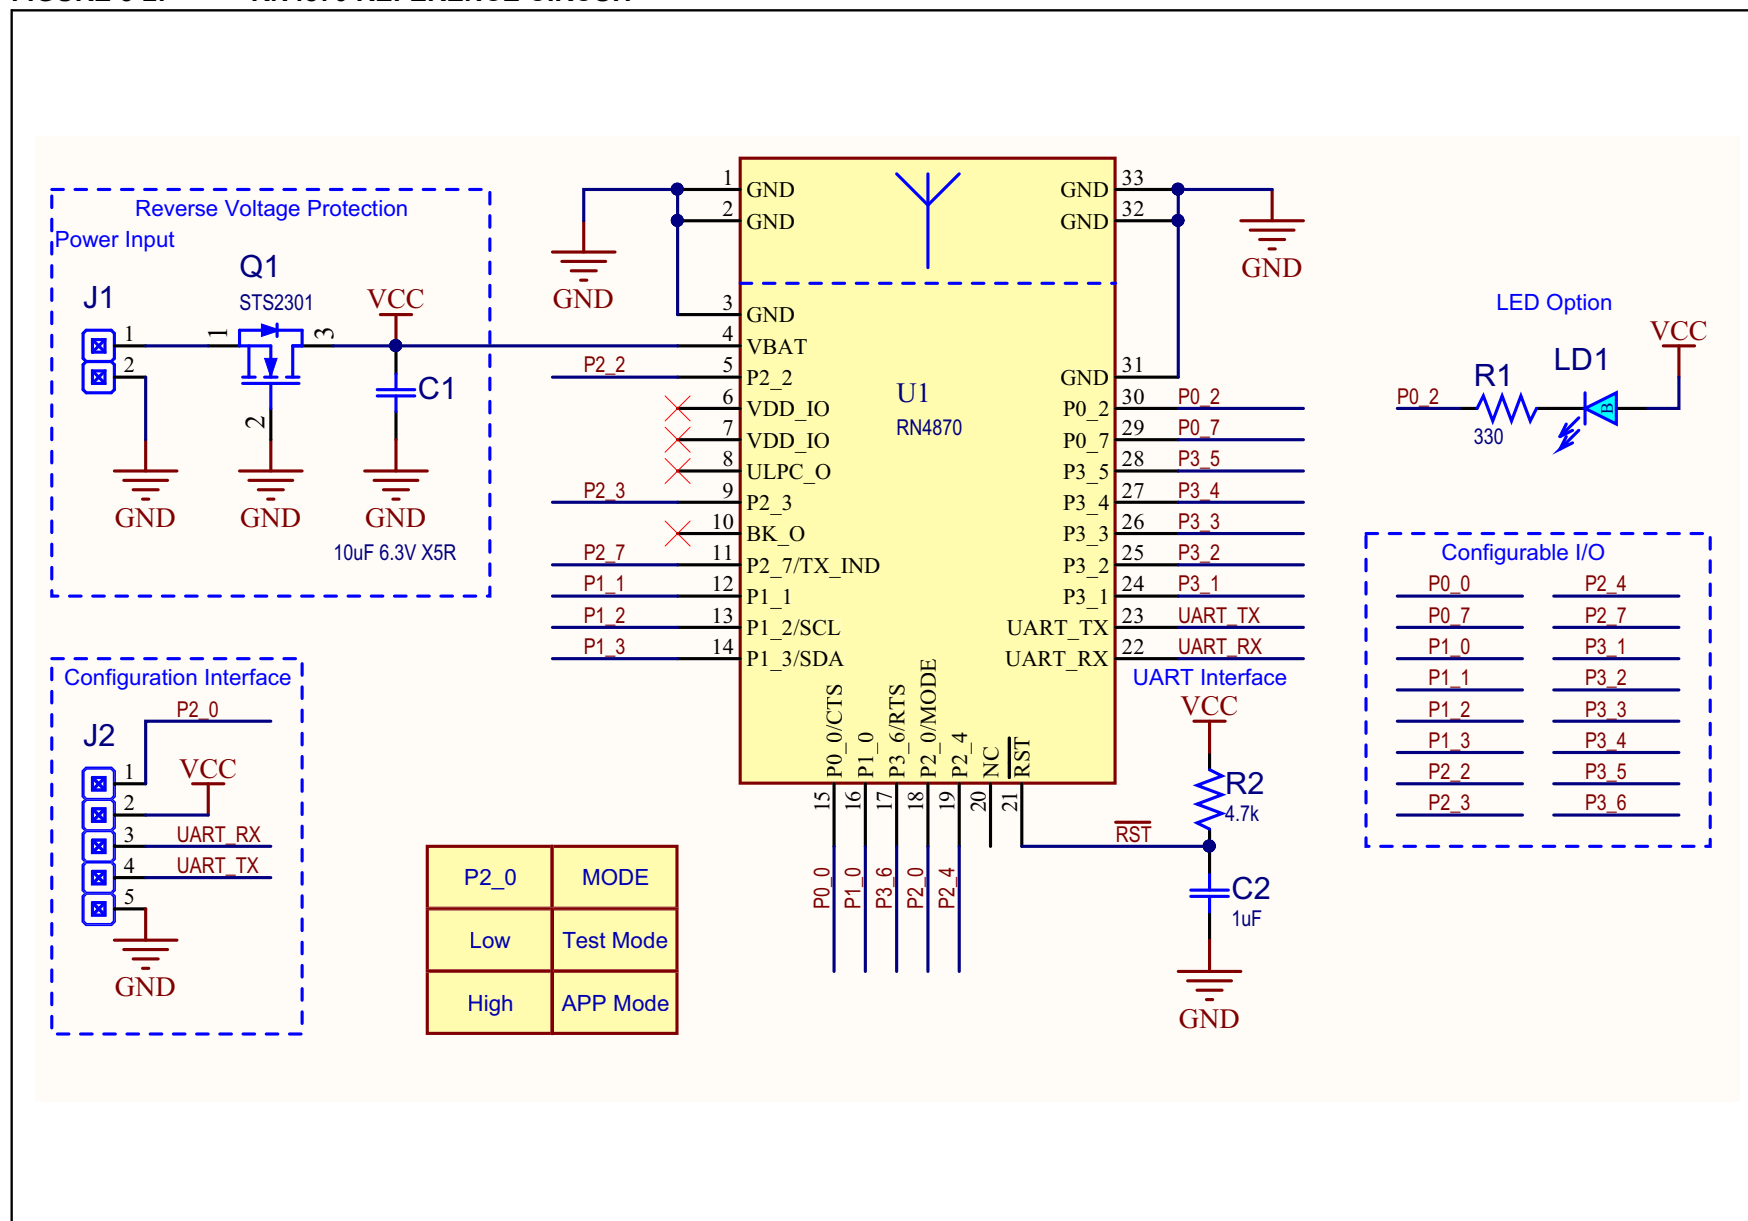 Reverse Voltage Protection
Power Input
J1
1
2
Q1
STS2301
1
3
2
VCC
C1
10uF 6.3V X5R
GND
GND
GND
Configuration Interface
J2
P2_0
1
VCC
2
UART_RX
3
UART_TX
4
5
GND
P2_0 MODE
Low Test Mode
High APP Mode
GND
U1
RN4870
1 GND
2 GND
3 GND
4 VBAT
P2_2 5 P2_2
6 VDD_IO
7 VDD_IO
8 ULPC_O
P2_3 9 P2_3
10 BK_O
P2_7 11 P2_7/TX_IND
P1_1 12 P1_1
P1_2 13 P1_2/SCL
P1_3 14 P1_3/SDA
P0_0/CTS 15 P0_0
P1_0 16 P1_0
P3_6/RTS 17 P3_6
P2_0/MODE 18 P2_0
P2_4 19 P2_4
NC 20
RST 21
GND 33
GND 32
GND
GND 31
P0_2 30 P0_2
P0_7 29 P0_7
P3_5 28 P3_5
P3_4 27 P3_4
P3_3 26 P3_3
P3_2 25 P3_2
P3_1 24 P3_1
UART_TX 23 UART_TX
UART_RX 22 UART_RX
UART Interface
VCC
R2
4.7k
RST
C2
1uF
GND
LED Option
VCC
LD1
B
R1
330
P0_2
Configurable I/O
P0_0 P2_4
P0_7 P2_7
P1_0 P3_1
P1_1 P3_2
P1_2 P3_3
P1_3 P3_4
P2_2 P3_5
P2_3 P3_6